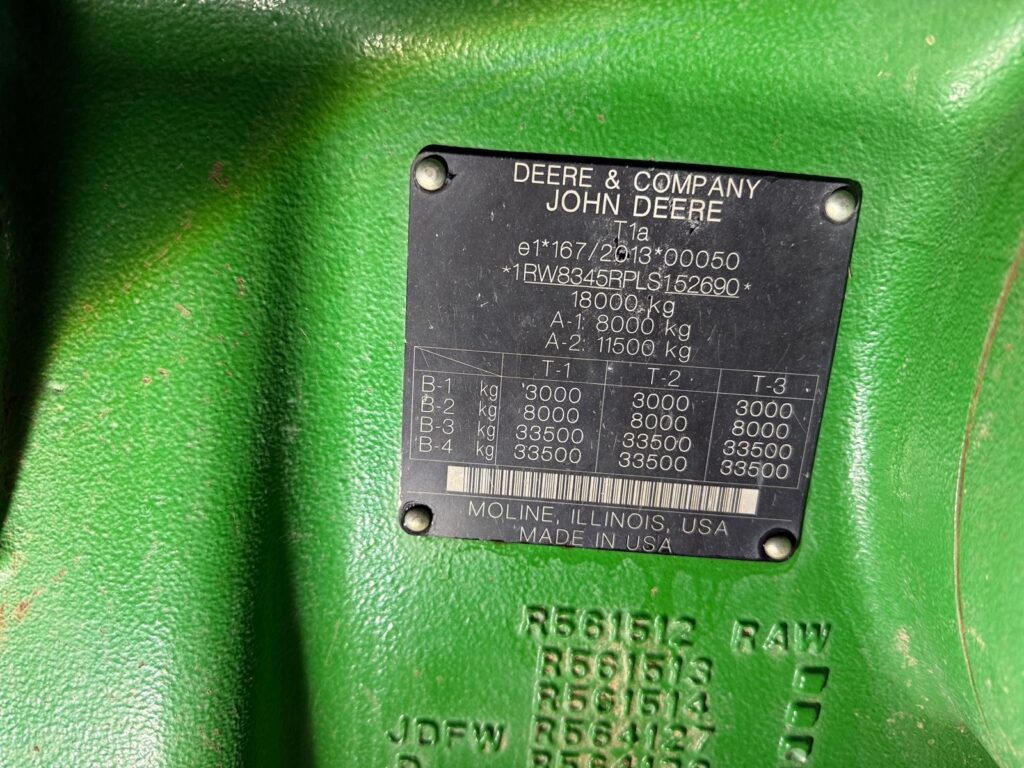 DEERE & COMPANY
JOHN DEERE
T1a
e1*167/2013*00050
*1RW8345RPLS152690*
18000 kg
A-1: 8000 kg
A-2: 11500 kg
T-1 T-2 T-3
B-1 kg 3000 3000 3000
B-2 kg 8000 8000 8000
B-3 kg 33500 33500 33500
B-4 kg 33500 33500 33500
MOLINE, ILLINOIS, USA
MADE IN USA
R561512 RAW
R561513
R561514
JDFW R564127